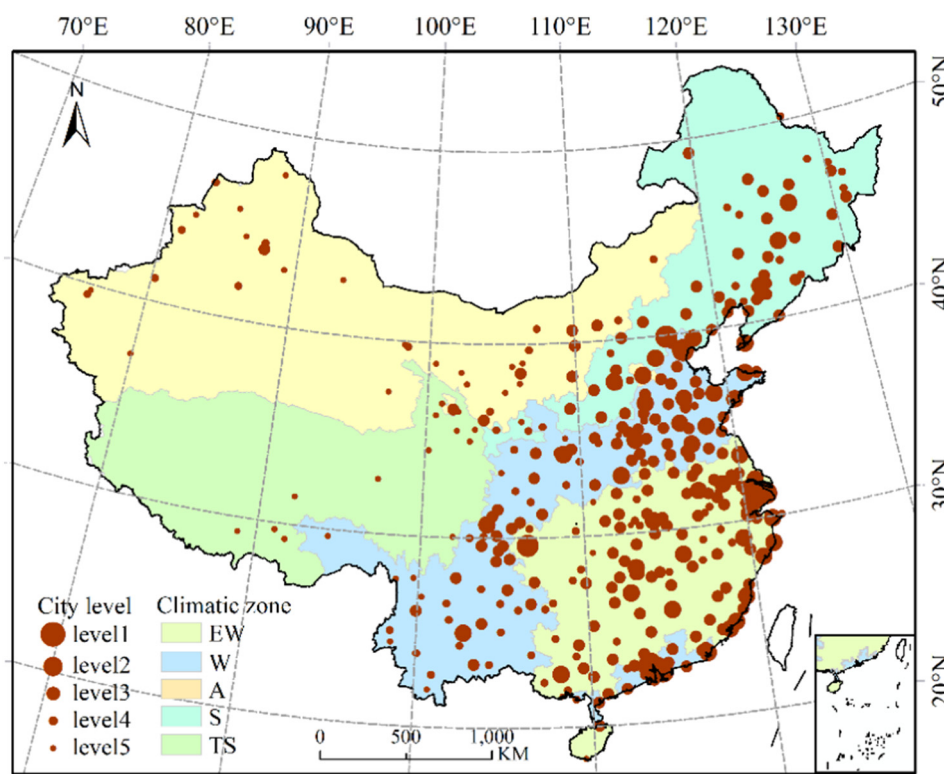 70°E 80°E 90°E 100°E 110°E 120°E 130°E
N
50°N
40°N
30°N
20°N
City level Climatic zone
level1 EW
level2 W
level3 A
level4 S
level5 TS
0 500 1,000
KM